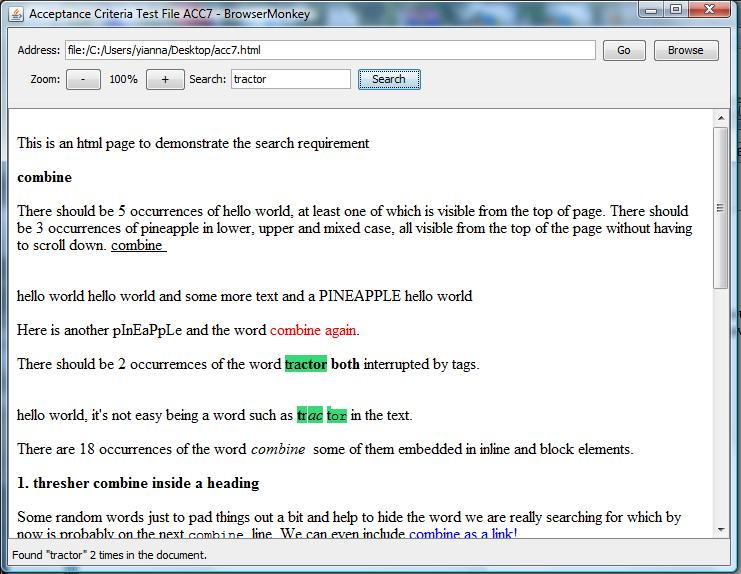 Acceptance Criteria Test File ACC7 - BrowserMonkey
Address: file:/C:/Users/yianna/Desktop/acc7.html Go Browse
Zoom: - 100% + Search: tractor Search
This is an html page to demonstrate the search requirement
combine
There should be 5 occurrences of hello world, at least one of which is visible from the top of page. There should
be 3 occurrences of pineapple in lower, upper and mixed case, all visible from the top of the page without having
to scroll down. combine
hello world hello world and some more text and a PINEAPPLE hello world
Here is another pInEaPpLe and the word combine again.
There should be 2 occurremces of the word tractor both interrupted by tags.
hello world, it's not easy being a word such as trac tor in the text.
There are 18 occurrences of the word combine some of them embedded in inline and block elements.
1. thresher combine inside a heading
Some random words just to pad things out a bit and help to hide the word we are really searching for which by
now is probably on the next combine line. We can even include combine as a link!
Found "tractor" 2 times in the document.